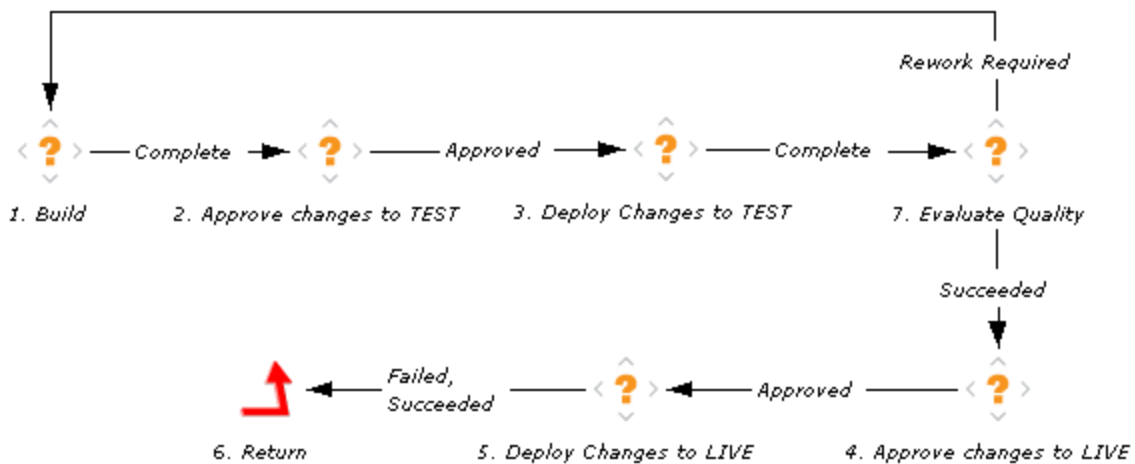 Rework Required
?
Complete
?
Approved
?
Complete
?
1. Build
2. Approve changes to TEST
3. Deploy Changes to TEST
7. Evaluate Quality
Succeeded
Failed,
Succeeded
?
Approved
?
6. Return
5. Deploy Changes to LIVE
4. Approve changes to LIVE